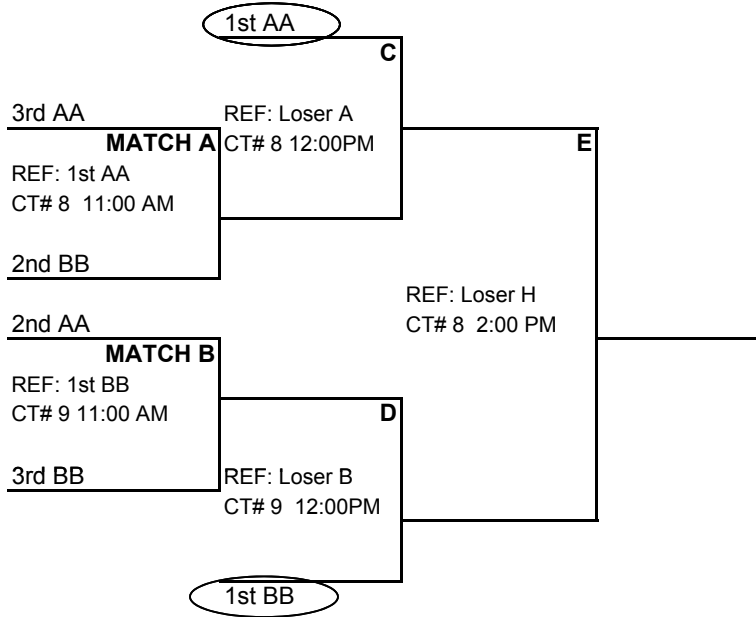 1st AA
C
3rd AA
REF: Loser A
MATCH A
CT# 8 12:00PM
E
REF: 1st AA
CT# 8 11:00 AM
2nd BB
REF: Loser H
2nd AA
CT# 8 2:00 PM
MATCH B
REF: 1st BB
CT# 9 11:00 AM
D
3rd BB
REF: Loser B
CT# 9 12:00PM
1st BB